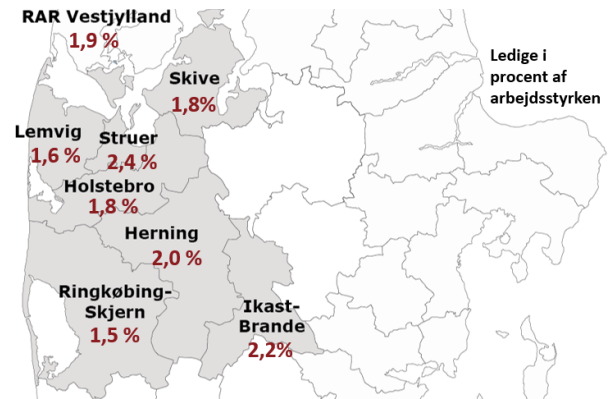 RAR Vestjylland
1,9 %
Skive
1,8%
Ledige i
procent af
arbejdsstyrken
Lemvig
1,6 %
Struer
2,4 %
Holstebro
1,8 %
Herning
2,0 %
Ringkøbing-
Skjern
1,5 %
Ikast-
Brande
2,2%